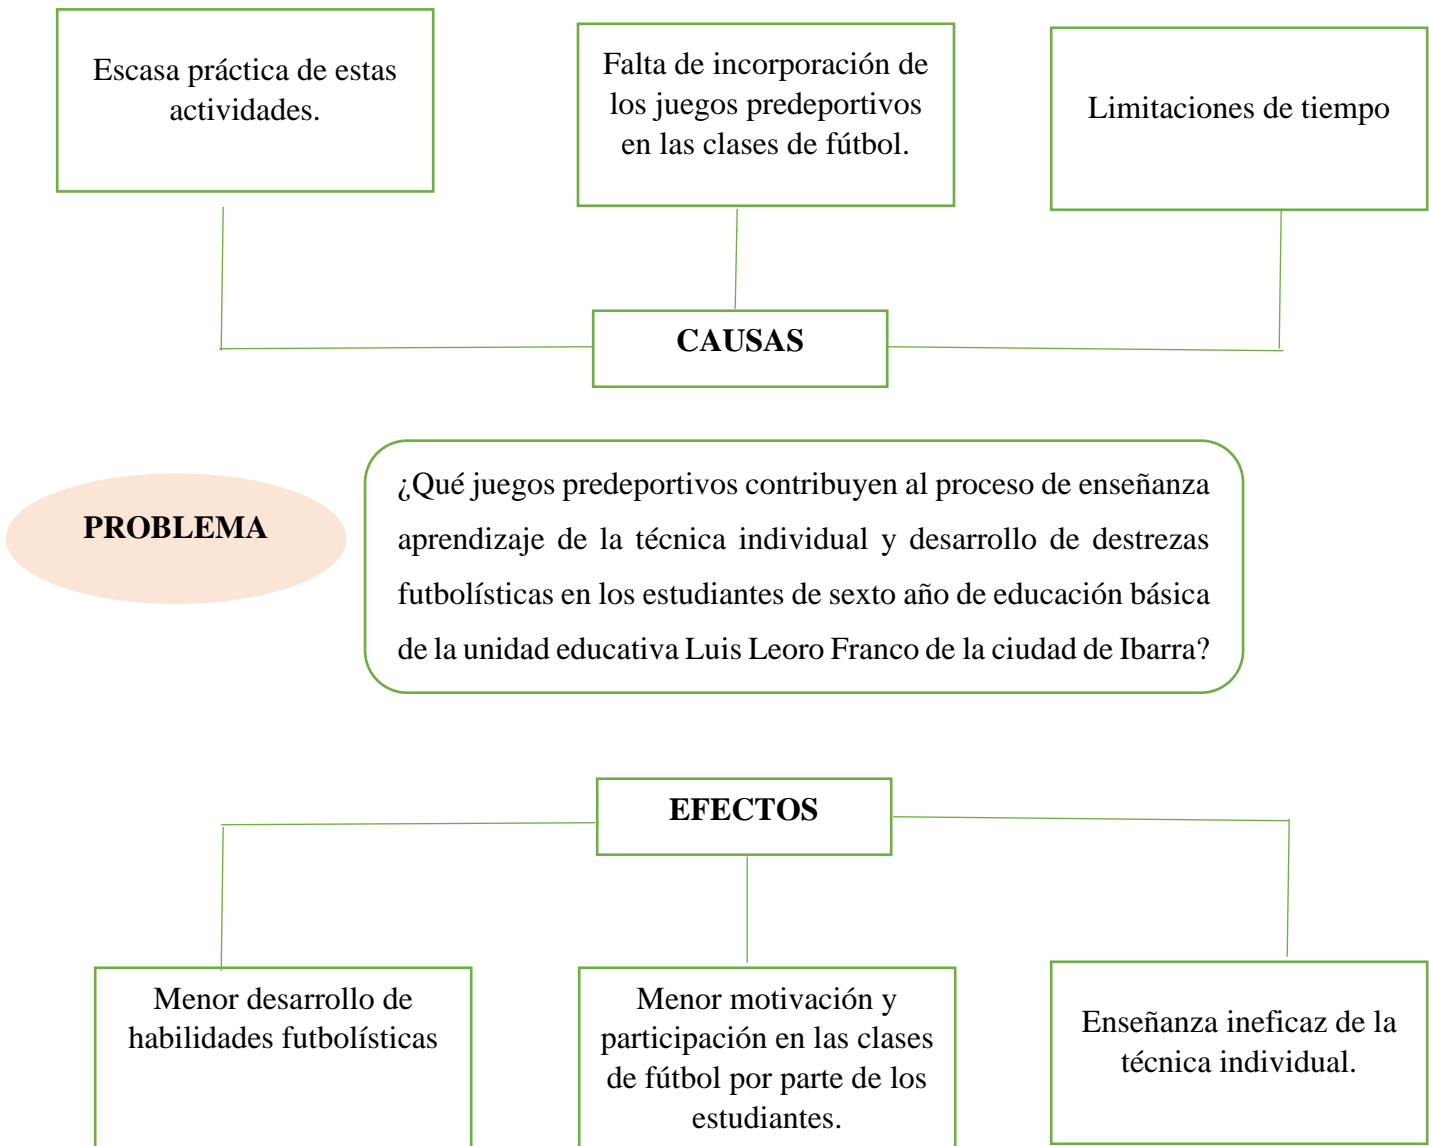 Escasa práctica de estas
actividades.
Falta de incorporación de
los juegos predeportivos
en las clases de fútbol.
Limitaciones de tiempo
CAUSAS
PROBLEMA
¿Qué juegos predeportivos contribuyen al proceso de enseñanza
aprendizaje de la técnica individual y desarrollo de destrezas
futbolísticas en los estudiantes de sexto año de educación básica
de la unidad educativa Luis Leoro Franco de la ciudad de Ibarra?
EFECTOS
Menor desarrollo de
habilidades futbolísticas
Menor motivación y
participación en las clases
de fútbol por parte de los
estudiantes.
Enseñanza ineficaz de la
técnica individual.